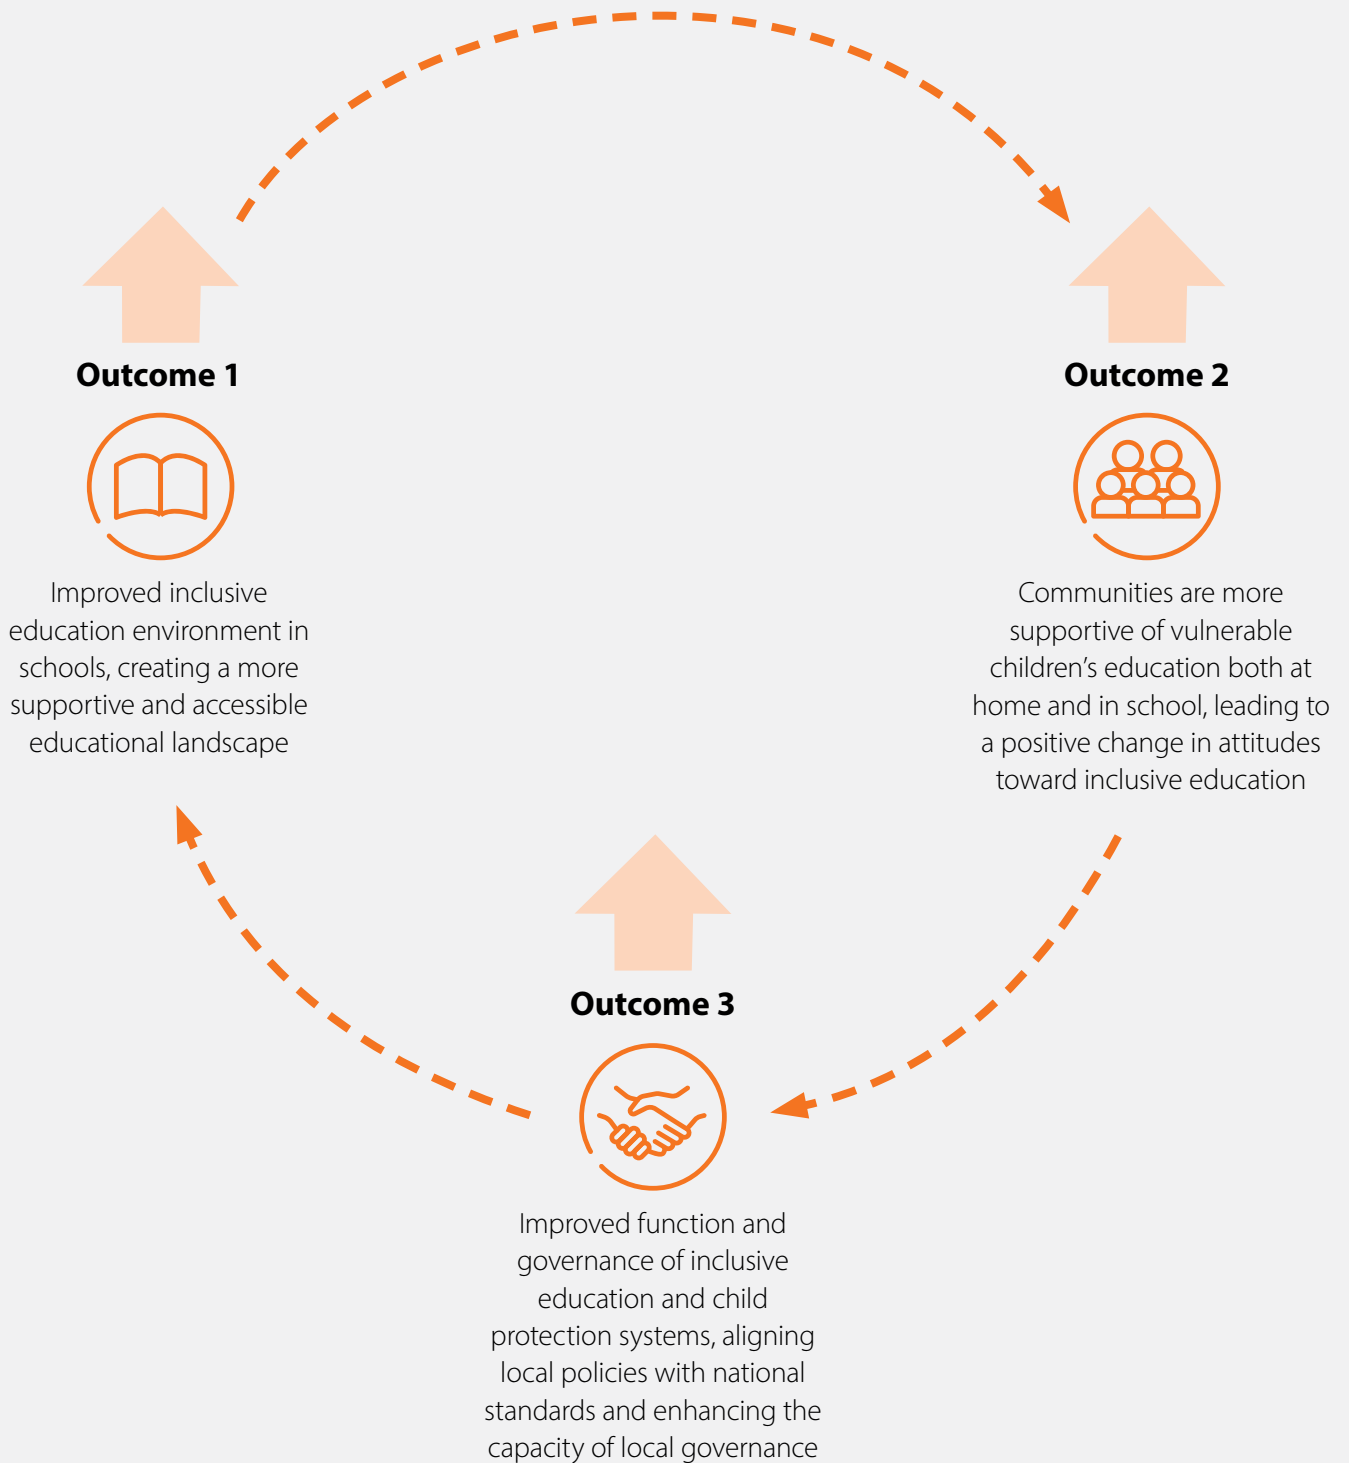 Outcome 1
Improved inclusive
education environment in
schools, creating a more
supportive and accessible
educational landscape
Outcome 2
Communities are more
supportive of vulnerable
children’s education both at
home and in school, leading to
a positive change in attitudes
toward inclusive education
Outcome 3
Improved function and
governance of inclusive
education and child
protection systems, aligning
local policies with national
standards and enhancing the
capacity of local governance